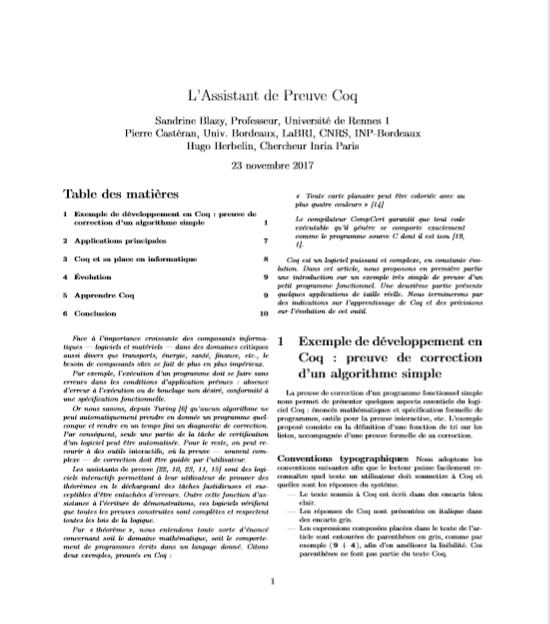 L'Assistant de Preuve Coq
Sandrine Blazy, Professeur, Université de Rennes 1
Pierre Castéran, Univ. Bordeaux, LaBRI, CNRS, INP-Bordeaux
Hugo Herbelin, Chercheur Inria Paris
23 novembre 2017
Table des matières
1 Exemple de développement en Coq : preuve de
correction d'un algorithme simple 1
2 Applications principales 7
3 Coq et sa place en informatique 8
4 Évolution 9
5 Apprendre Coq 9
6 Conclusion 10
Face à l'importance croissante des composants informa-
tiques — logiciels et matériels — dans des domaines critiques
aussi divers que transports, énergie, santé, finance, etc., le
besoin de composants sûrs se fait de plus en plus impérieux.
Par exemple, l'exécution d'un programme doit se faire sans
erreurs dans les conditions d'application prévues : absence
d'erreur à l'exécution ou de bouclage non désiré, conformité à
une spécification fonctionnelle.
Or nous savons, depuis Turing [6] qu'aucun algorithme ne
peut automatiquement prendre en donnée un programme quel-
conque et rendre en un temps fini un diagnostic de correction.
Par conséquent, seule une partie de la tâche de certification
d'un logiciel peut être automatisée. Pour le reste, on peut re-
courir à des outils interactifs, où la preuve — souvent com-
plexe — de correction doit être guidée par l'utilisateur.
Les assistants de preuve [22, 10, 23, 11, 15] sont des logi-
ciels interactifs permettant à leur utilisateur de prouver des
théorèmes en le déchargeant des tâches fastidieuses et sus-
ceptibles d'être entachées d'erreurs. Outre cette fonction d'as-
sistance à l'écriture de démonstrations, ces logiciels vérifient
que toutes les preuves construites sont complètes et respectent
toutes les lois de la logique.
Par « théorème », nous entendons toute sorte d'énoncé
concernant soit le domaine mathématique, soit le comporte-
ment de programmes écrits dans un langage donné. Citons
deux exemples, prouvés en Coq :
« Toute carte planaire peut être coloriée avec au
plus quatre couleurs » [14]
Le compilateur CompCert garantit que tout code
exécutable qu'il génère se comporte exactement
comme le programme source C dont il est issu [19,
1].
Coq est un logiciel puissant et complexe, en constante évo-
lution. Dans cet article, nous proposons en première partie
une introduction sur un exemple très simple de preuve d'un
petit programme fonctionnel. Une deuxième partie présente
quelques applications de taille réelle. Nous terminerons par
des indications sur l'apprentissage de Coq et des précisions
sur l'évolution de cet outil.
1 Exemple de développement en
Coq : preuve de correction
d'un algorithme simple
La preuve de correction d'un programme fonctionnel simple
nous permet de présenter quelques aspects essentiels du logi-
ciel Coq : énoncés mathématiques et spécification formelle de
programmes, outils pour la preuve interactive, etc. L'exemple
proposé consiste en la définition d'une fonction de tri sur les
listes, accompagnée d'une preuve formelle de sa correction.
Conventions typographiques Nous adoptons les
conventions suivantes afin que le lecteur puisse facilement re-
connaître quel texte un utilisateur doit soumettre à Coq et
quelles sont les réponses du système.
— Le texte soumis à Coq est écrit dans des encarts bleu
clair.
— Les réponses de Coq sont présentées en italique dans
des encarts gris.
— Les expressions composées placées dans le texte de l'ar-
ticle sont entourées de parenthèses en gris, comme par
exemple (9 + 4), afin d'en améliorer la lisibilité. Ces
parenthèses ne font pas partie du texte Coq.
1